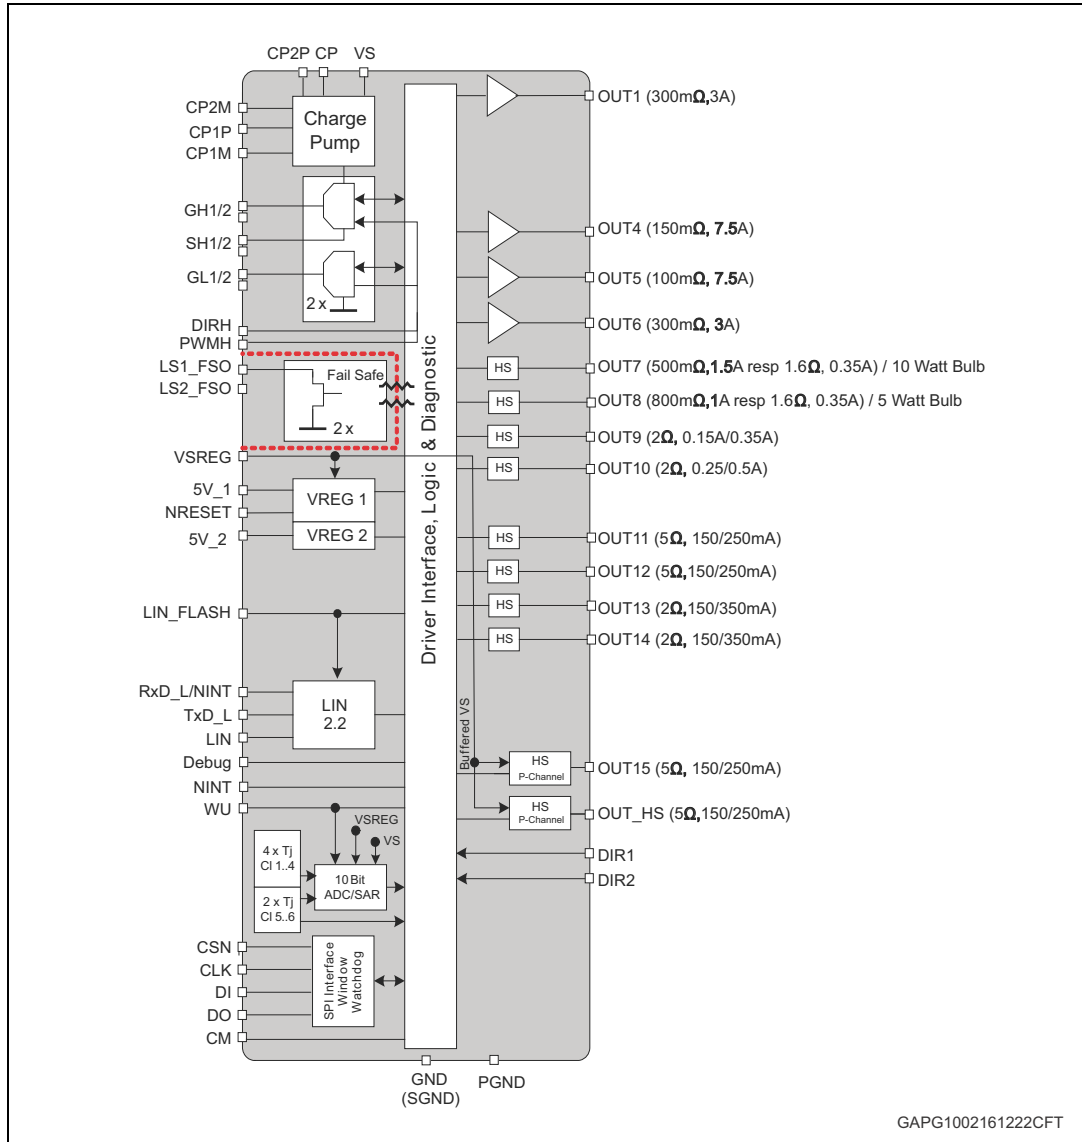 CP2P CP VS
CP2M
CP1P
CP1M
Charge
Pump
GH1/2
SH1/2
GL1/2
2 x
DIRH
PWMH
LS1_FSO
LS2_FSO
Fail Safe
2 x
VSREG
5V_1
NRESET
5V_2
VREG 1
VREG 2
LIN_FLASH
RxD_L/NINT
TxD_L
LIN
LIN
2.2
Debug
NINT
WU
VSREG
VS
4 x Tj
Cl 1..4
2 x Tj
Cl 5..6
10 Bit
ADC/SAR
CSN
CLK
DI
DO
CM
SPI Interface
Window
Watchdog
Driver Interface, Logic & Diagnostic
Buffered VS
OUT1 (300mΩ,3A)
OUT4 (150mΩ, 7.5A)
OUT5 (100mΩ, 7.5A)
OUT6 (300mΩ, 3A)
HS OUT7 (500mΩ,1.5A resp 1.6Ω, 0.35A) / 10 Watt Bulb
HS OUT8 (800mΩ,1A resp 1.6Ω, 0.35A) / 5 Watt Bulb
HS OUT9 (2Ω, 0.15A/0.35A)
HS OUT10 (2Ω, 0.25/0.5A)
HS OUT11 (5Ω, 150/250mA)
HS OUT12 (5Ω,150/250mA)
HS OUT13 (2Ω,150/350mA)
HS OUT14 (2Ω, 150/350mA)
HS
P-Channel
OUT15 (5Ω, 150/250mA)
HS
P-Channel
OUT_HS (5Ω,150/250mA)
DIR1
DIR2
GND
(SGND)
PGND
GAPG1002161222CFT